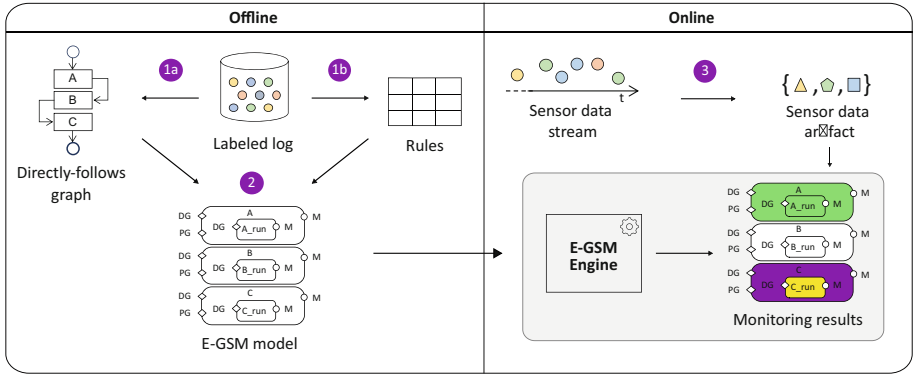 Offline
Online
1a
1b
A
B
C
Directly-follows
graph
Labeled log
Rules
2
A
DG
PG
DG
A_run
M
M
B
DG
PG
DG
B_run
M
M
C
DG
PG
DG
C_run
M
M
E-GSM model
t
Sensor data
stream
3
{ , , }
Sensor data
ar▯fact
E-GSM
Engine
A
DG
PG
DG
A_run
M
M
B
DG
PG
DG
B_run
M
M
C
DG
PG
DG
C_run
M
M
Monitoring results